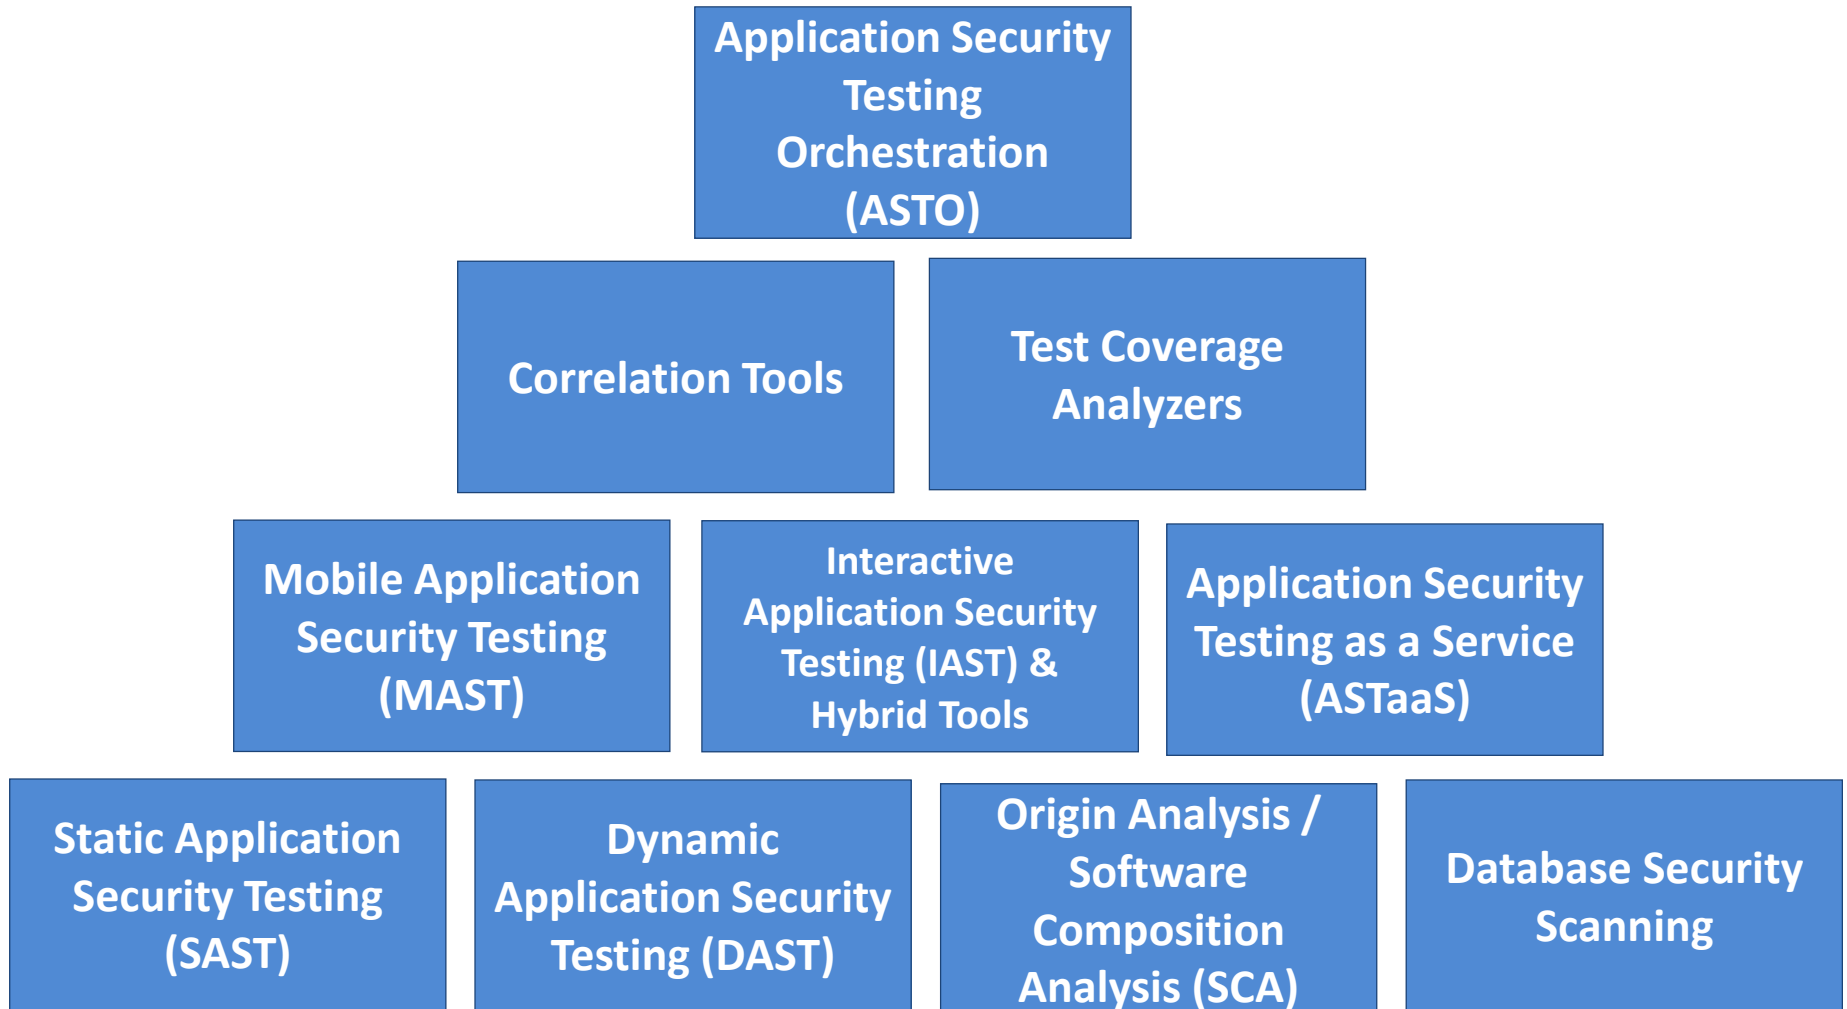 Application Security
Testing
Orchestration
(ASTO)
Correlation Tools
Test Coverage
Analyzers
Mobile Application
Security Testing
(MAST)
Interactive
Application Security
Testing (IAST) &
Hybrid Tools
Application Security
Testing as a Service
(ASTaaS)
Static Application
Security Testing
(SAST)
Dynamic
Application Security
Testing (DAST)
Origin Analysis /
Software
Composition
Analysis (SCA)
Database Security
Scanning